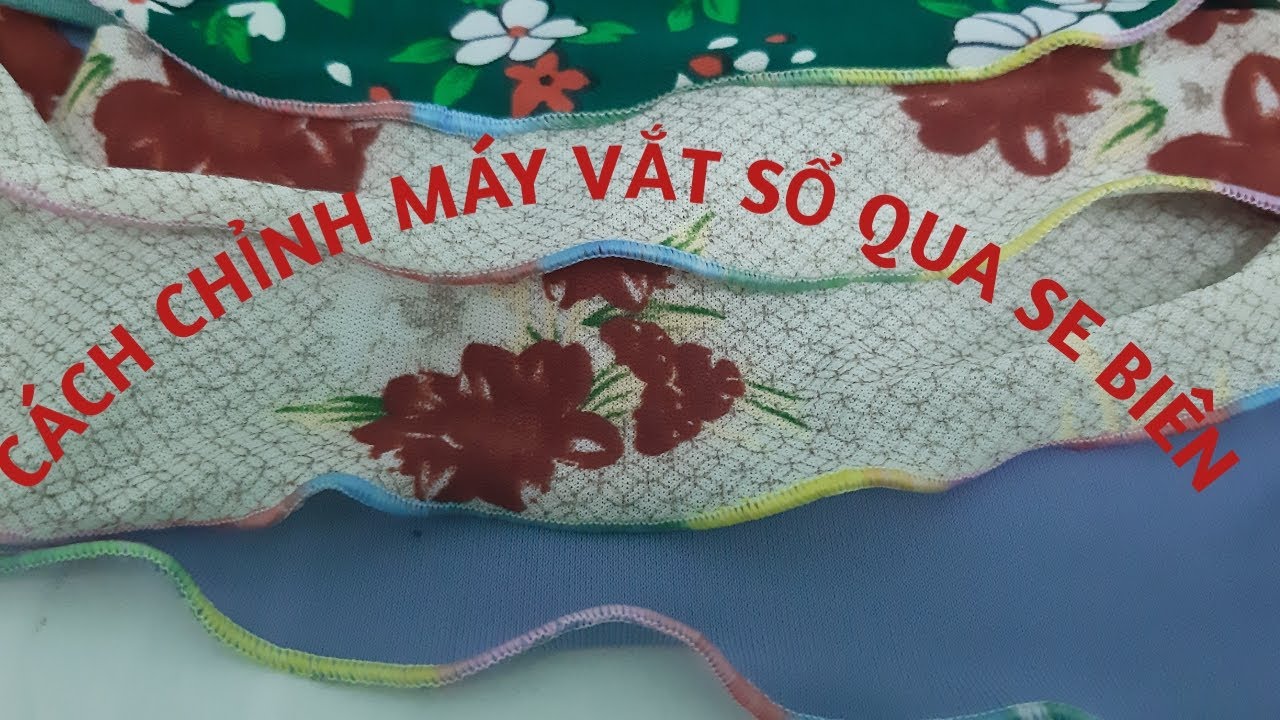 CÁCH CHỈNH MÁY VẮT SỔ QUA SE BIÊN